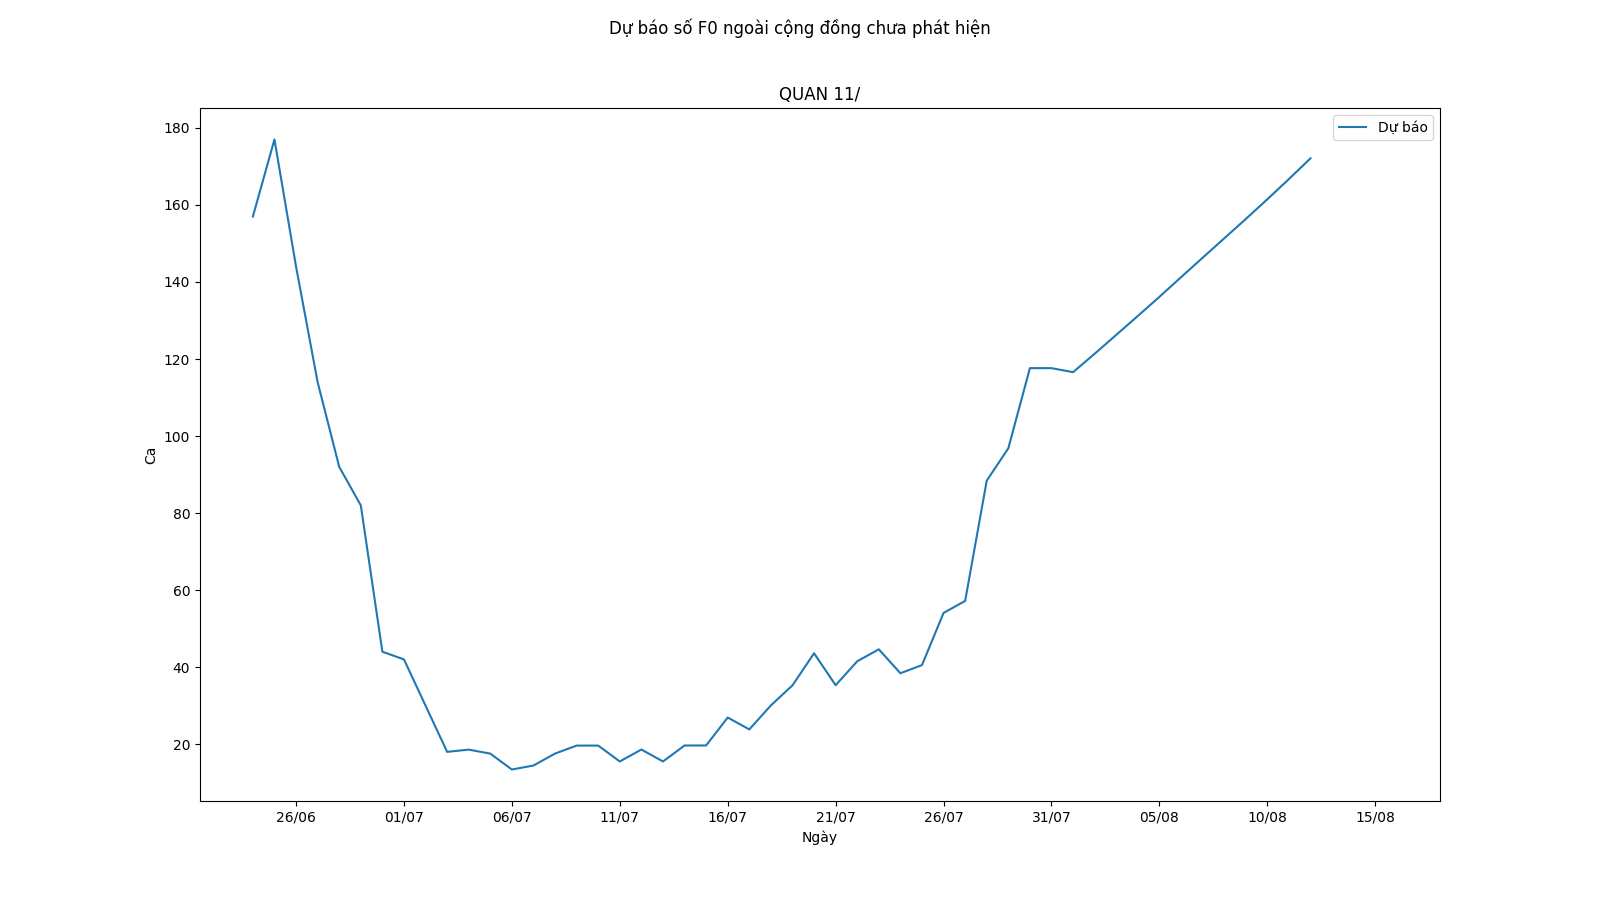 Dự báo số F0 ngoài cộng đồng chưa phát hiện
QUAN 11/
Dự báo
180
160
140
120
100
80
60
40
20
Ca
26/06 01/07 06/07 11/07 16/07 21/07 26/07 31/07 05/08 10/08 15/08
Ngày